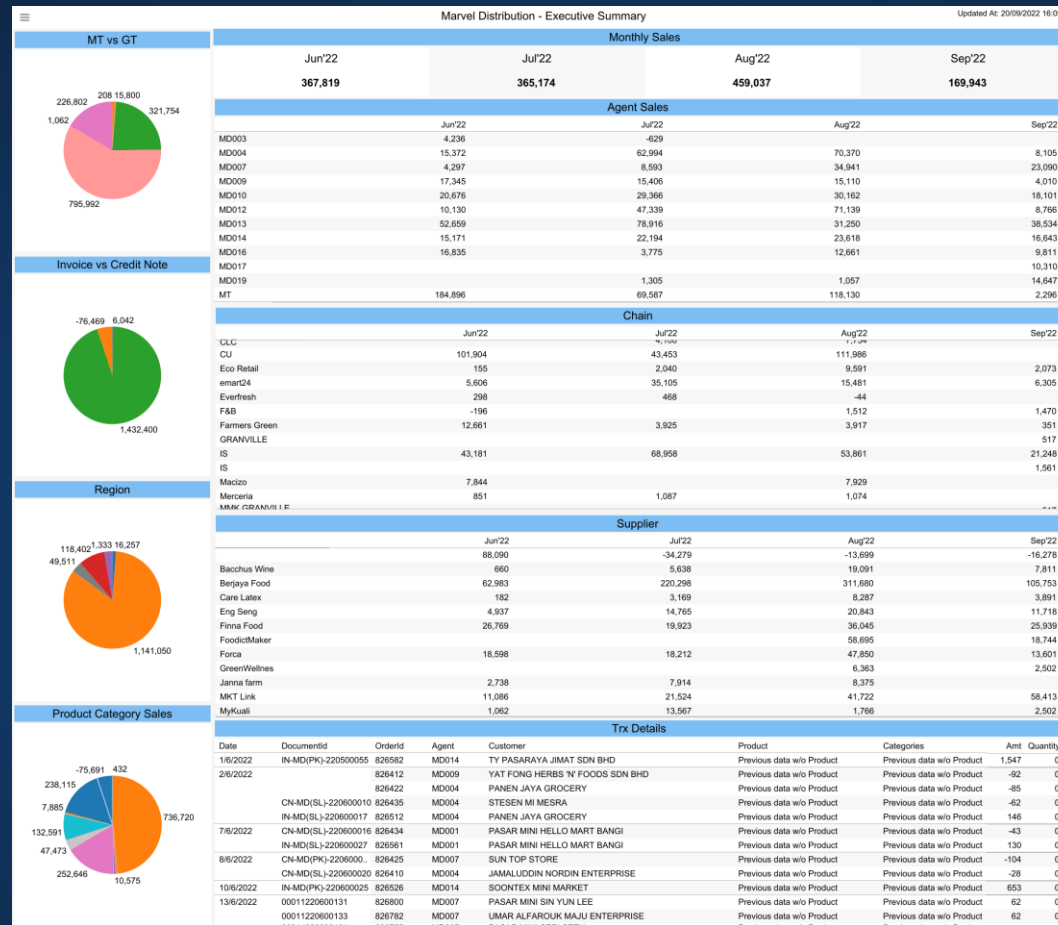 Marvel Distribution - Executive Summary
Updated At: 20/09/2022 16:0
MT vs GT
208 15,800
226,802
321,754
1,062
795,992
Invoice vs Credit Note
-76,469 6,042
1,432,400
Region
1,333 16,257
118,402
49,511
1,141,050
Product Category Sales
-75,691 432
238,115
7,885
736,720
132,591
47,473
252,646
10,575
Monthly Sales
Jun'22 Jul'22 Aug'22 Sep'22
367,819 365,174 459,037 169,943
Agent Sales
Jun'22 Jul'22 Aug'22 Sep'22
MD003 4,236 -629
MD004 15,372 62,994 70,370 8,105
MD007 4,297 8,593 34,941 23,090
MD009 17,345 15,406 15,110 4,010
MD010 20,676 29,366 30,162 18,101
MD012 10,130 47,339 71,139 8,766
MD013 52,659 78,916 31,250 38,534
MD014 15,171 22,194 23,618 16,643
MD016 16,835 3,775 12,661 9,811
MD017 10,310
MD019 1,305 1,057 14,647
MT 184,896 69,587 118,130 2,296
Chain
Jun'22 Jul'22 Aug'22 Sep'22
CLC
CU 101,904 43,453 111,986
Eco Retail 155 2,040 9,591 2,073
emart24 5,606 35,105 15,481 6,305
Everfresh 298 468 -44
F&B -196 1,512 1,470
Farmers Green 12,661 3,925 3,917 351
GRANVILLE 517
IS 43,181 68,958 53,861 21,248
IS 1,561
Macizo 7,844 7,929
Merceria 851 1,087 1,074
MMK GRANVILLE
Supplier
Jun'22 Jul'22 Aug'22 Sep'22
88,090 -34,279 -13,699 -16,278
Bacchus Wine 660 5,638 19,091 7,811
Berjaya Food 62,983 220,298 311,680 105,753
Care Latex 182 3,169 8,287 3,891
Eng Seng 4,937 14,765 20,843 11,718
Finna Food 26,769 19,923 36,045 25,939
FoodictMaker 58,695 18,744
Forca 18,598 18,212 47,850 13,601
GreenWellnes 6,363 2,502
Janna farm 2,738 7,914 8,375
MKT Link 11,086 21,524 41,722 58,413
MyKuali 1,062 13,567 1,766 2,502
Trx Details
Date DocumentId OrderId Agent Customer Product Categories Amt Quantity
1/6/2022 IN-MD(PK)-220500055 826582 MD014 TY PASARAYA JIMAT SDN BHD Previous data w/o Product Previous data w/o Product 1,547 0
2/6/2022 826412 MD009 YAT FONG HERBS 'N' FOODS SDN BHD Previous data w/o Product Previous data w/o Product -92 0
826422 MD004 PANEN JAYA GROCERY Previous data w/o Product Previous data w/o Product -85 0
CN-MD(SL)-220600010 826435 MD004 STESEN MI MESRA Previous data w/o Product Previous data w/o Product -62 0
IN-MD(SL)-220600017 826512 MD004 PANEN JAYA GROCERY Previous data w/o Product Previous data w/o Product 146 0
7/6/2022 CN-MD(SL)-220600016 826434 MD001 PASAR MINI HELLO MART BANGI Previous data w/o Product Previous data w/o Product -43 0
IN-MD(SL)-220600027 826561 MD001 PASAR MINI HELLO MART BANGI Previous data w/o Product Previous data w/o Product 130 0
8/6/2022 CN-MD(PK)-2206000.. 826425 MD007 SUN TOP STORE Previous data w/o Product Previous data w/o Product -104 0
CN-MD(SL)-220600020 826410 MD004 JAMALUDDIN NORDIN ENTERPRISE Previous data w/o Product Previous data w/o Product -28 0
10/6/2022 IN-MD(PK)-220600025 826526 MD014 SOONTEX MINI MARKET Previous data w/o Product Previous data w/o Product 653 0
13/6/2022 00011220600131 826800 MD007 PASAR MINI SIN YUN LEE Previous data w/o Product Previous data w/o Product 62 0
00011220600133 826782 MD007 UMAR ALFAROUK MAJU ENTERPRISE Previous data w/o Product Previous data w/o Product 62 0